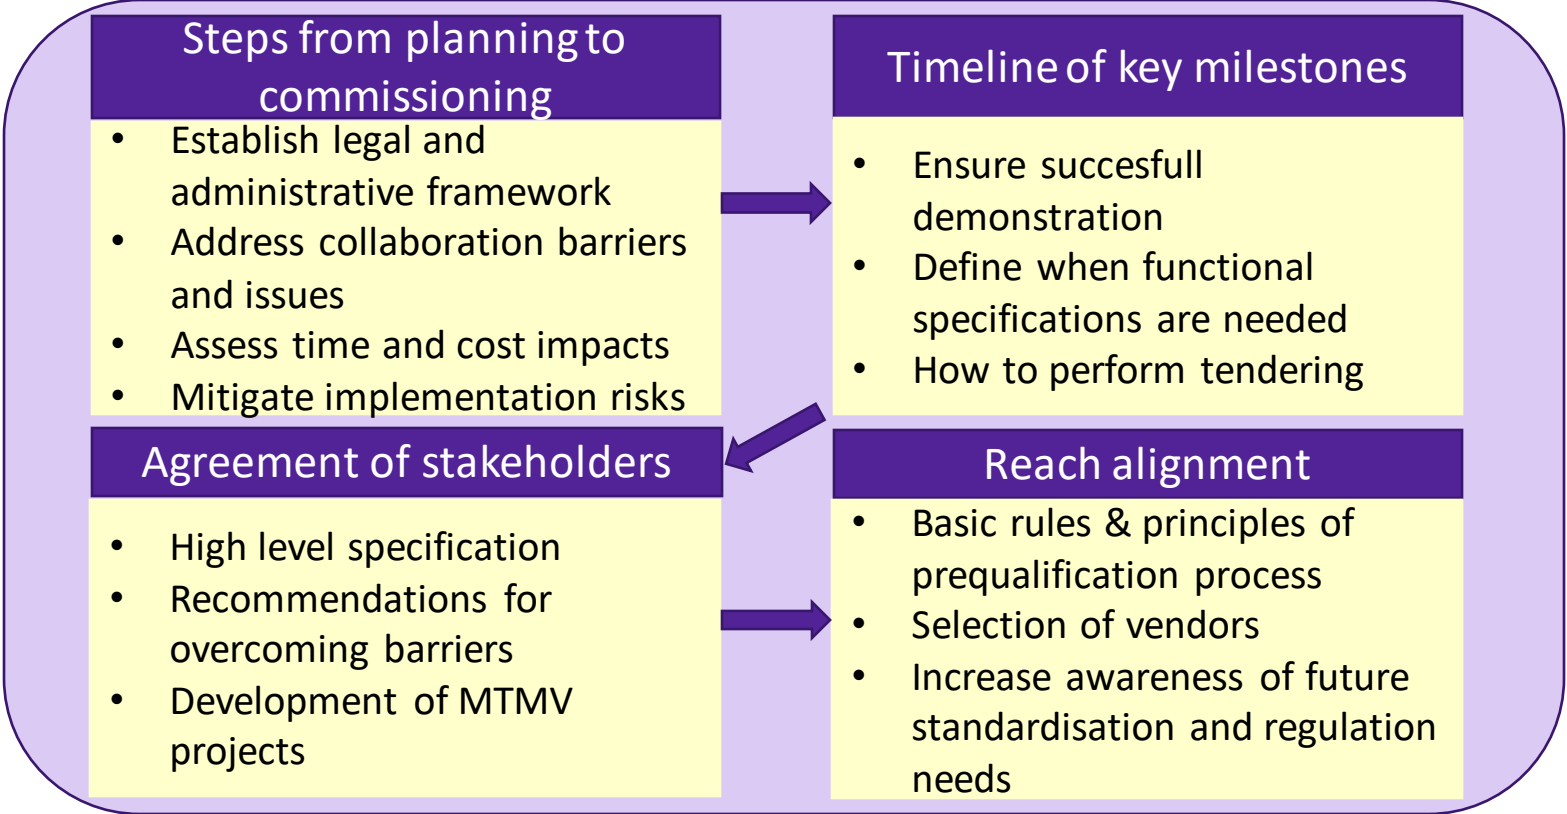 Steps from planning to
commissioning
• Establish legal and
administrative framework
• Address collaboration barriers
and issues
• Assess time and cost impacts
• Mitigate implementation risks
Timeline of key milestones
• Ensure succesfull
demonstration
• Define when functional
specifications are needed
• How to perform tendering
Agreement of stakeholders
• High level specification
• Recommendations for
overcoming barriers
• Development of MTMV
projects
Reach alignment
• Basic rules & principles of
prequalification process
• Selection of vendors
• Increase awareness of future
standardisation and regulation
needs